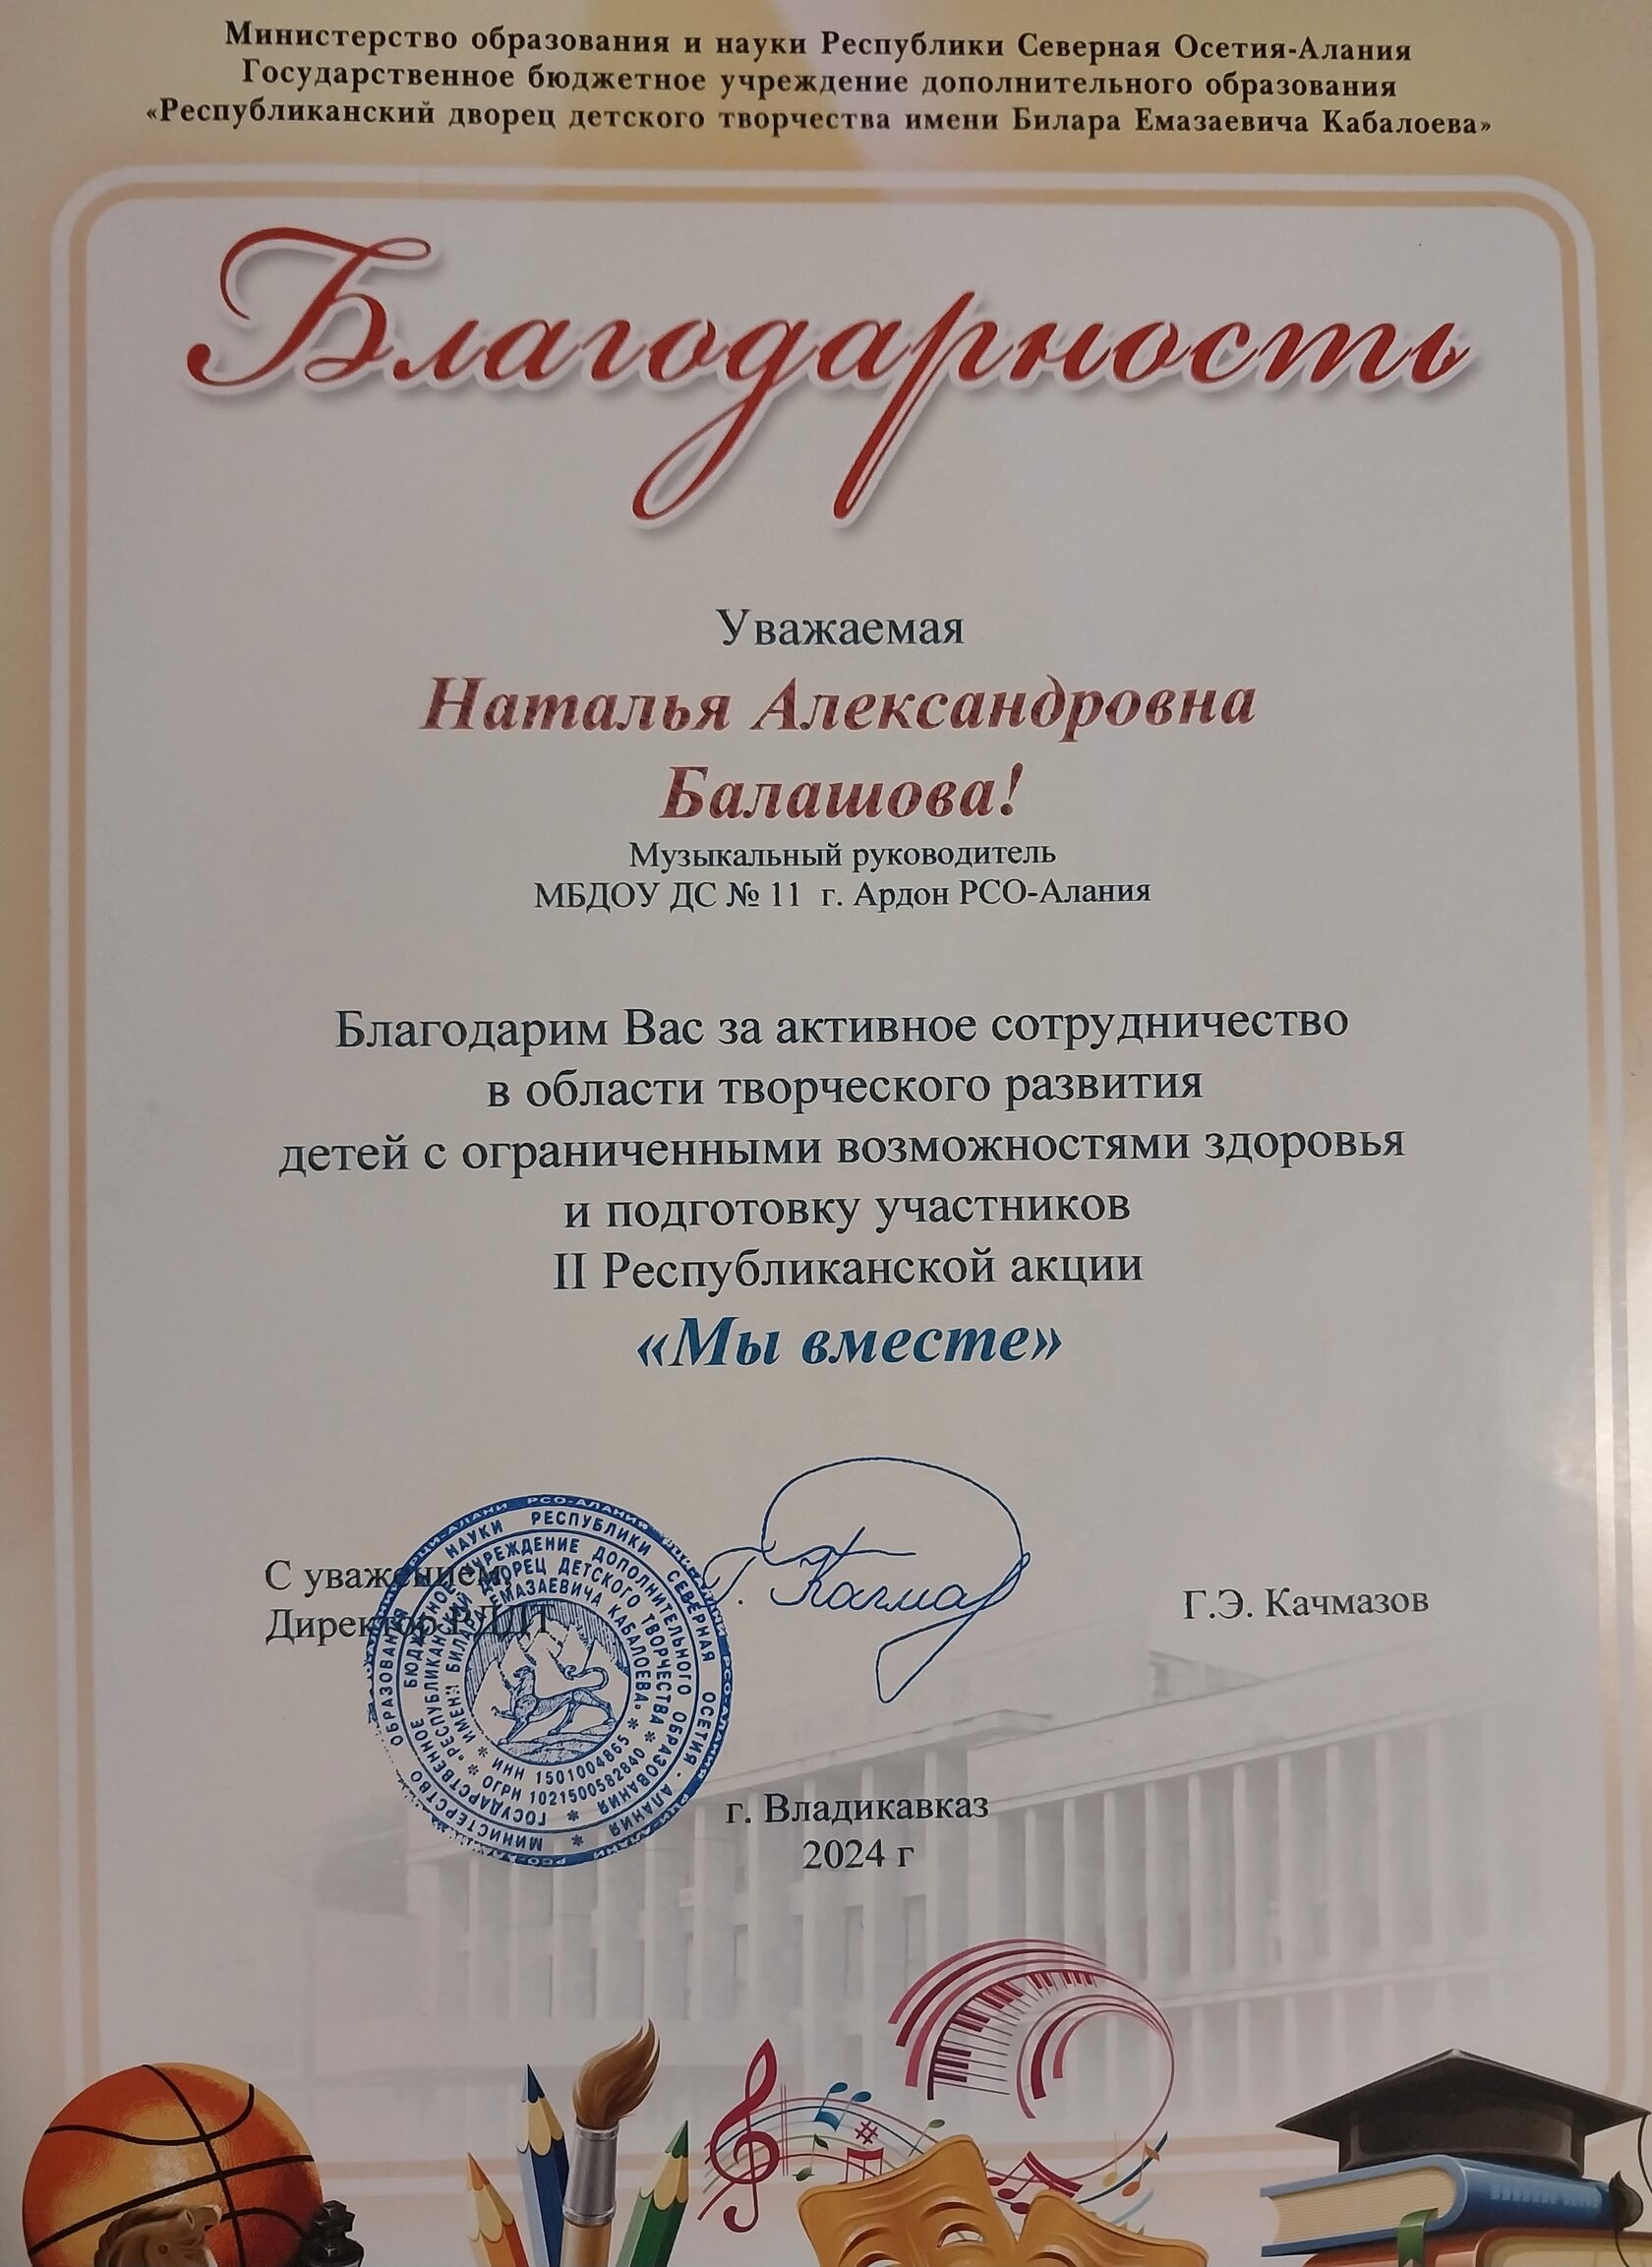 Министерство образования и науки Республики Северная Осетия-Алания
Государственное бюджетное учреждение дополнительного образования
«Республиканский дворец детского творчества имени Билара Емазаевича Кабалоева»
Благодарность
Уважаемая
Наталья Александровна
Балашова!
Музыкальный руководитель
МБДОУ ДС № 11 г. Ардон РСО-Алания
Благодарим Вас за активное сотрудничество
в области творческого развития
детей с ограниченными возможностями здоровья
и подготовку участников
II Республиканской акции
«Мы вместе»
С уважением,
Директор РДДТ
Г.Э. Качмазов
МИНИСТЕРСТВО ОБРАЗОВАНИЯ НАУКИ РЕСПУБЛИКИ СЕВЕРНАЯ ОСЕТИЯ - АЛАНИЯ
ГОСУДАРСТВЕННОЕ БЮДЖЕТНОЕ УЧРЕЖДЕНИЕ ДОПОЛНИТЕЛЬНОГО ОБРАЗОВАНИЯ
«РЕСПУБЛИКАНСКИЙ ДВОРЕЦ ДЕТСКОГО ТВОРЧЕСТВА
ИМЕНИ БИЛАРА ЕМАЗАЕВИЧА КАБАЛОЕВА»
ОГРН 1021500582840
ИНН 1501004865
г. Владикавказ
2024 г